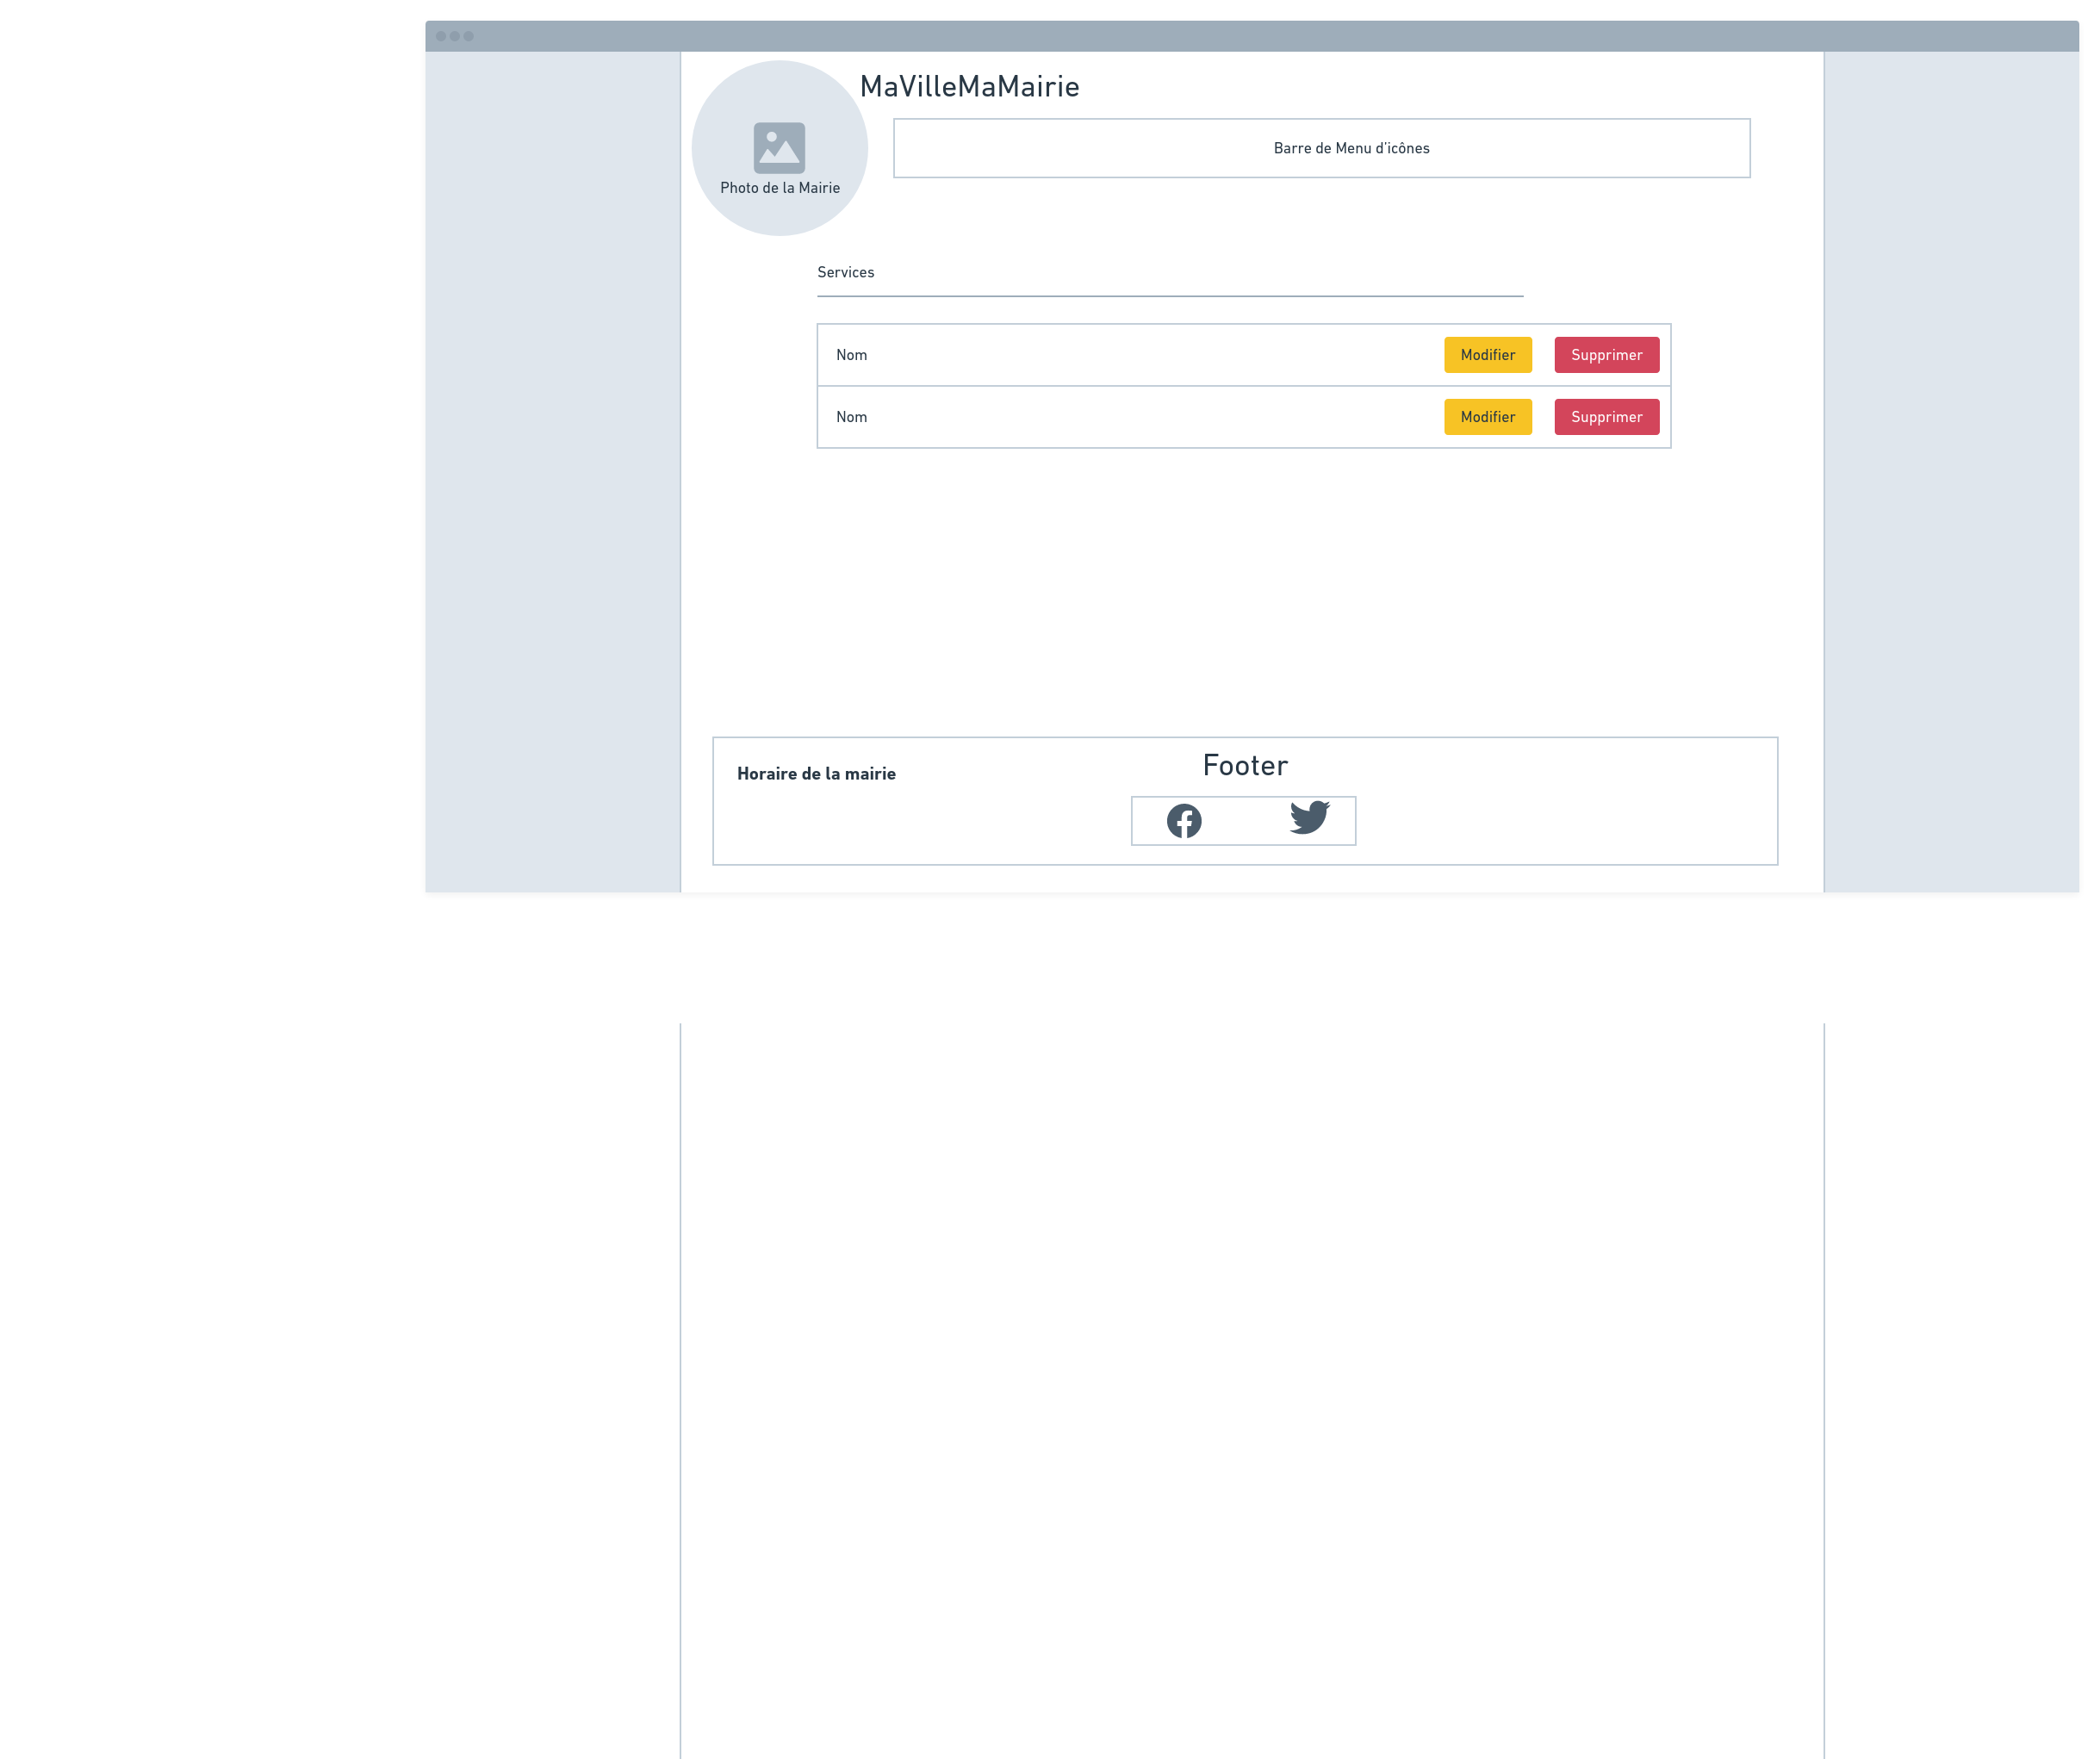 MaVilleMaMairie
Barre de Menu d'icônes
Photo de la Mairie
Services
Nom Modifier Supprimer
Nom Modifier Supprimer
Footer
Horaire de la mairie